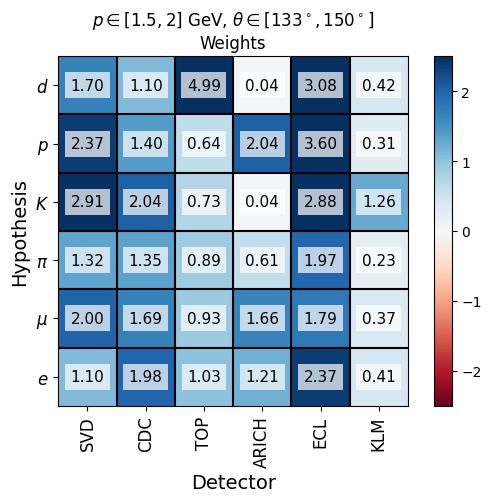 p ∈ [1.5, 2] GeV, θ ∈ [133°, 150°]
Weights
d 1.70 1.10 4.99 0.04 3.08 0.42
p 2.37 1.40 0.64 2.04 3.60 0.31
K 2.91 2.04 0.73 0.04 2.88 1.26
π 1.32 1.35 0.89 0.61 1.97 0.23
μ 2.00 1.69 0.93 1.66 1.79 0.37
e 1.10 1.98 1.03 1.21 2.37 0.41
SVD CDC TOP ARICH ECL KLM
Detector
Hypothesis
2
1
0
−1
−2